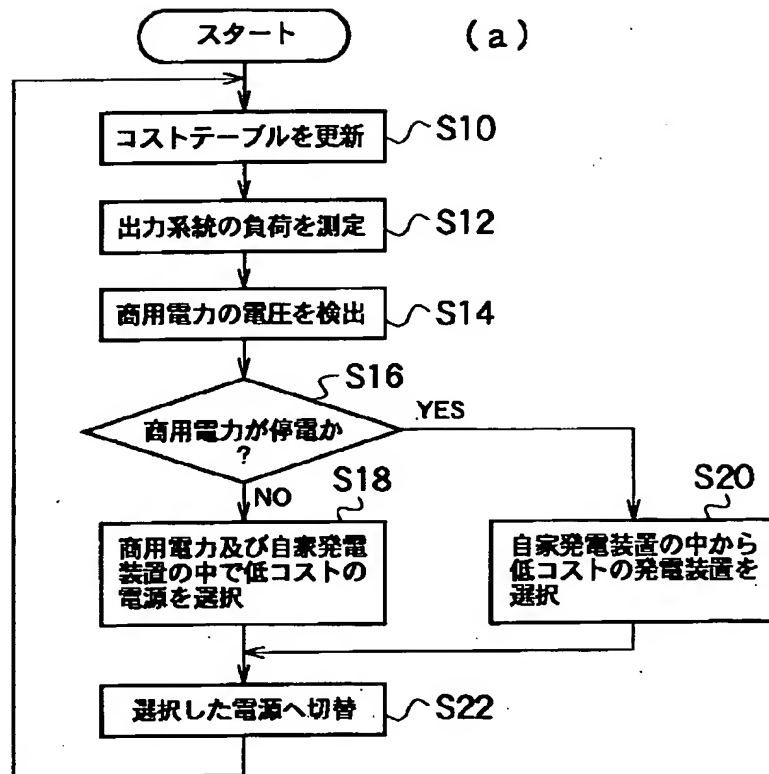 スタート
(a)
コストテーブルを更新
S10
出力系統の負荷を測定
S12
商用電力の電圧を検出
S14
S16
商用電力が停電か
?
YES
NO
S18
商用電力及び自家発電
装置の中で低コストの
電源を選択
S20
自家発電装置の中から
低コストの発電装置を
選択
選択した電源へ切替
S22